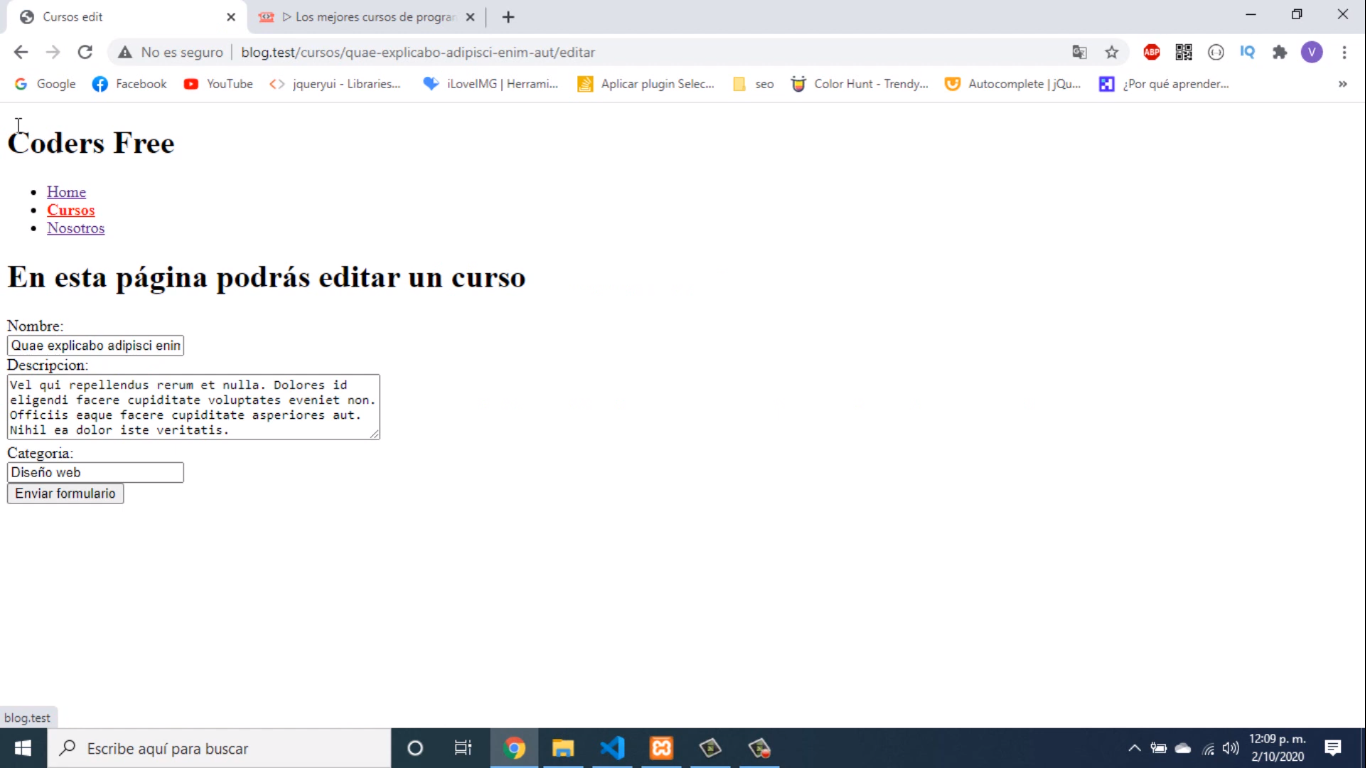 Cursos edit
▷ Los mejores cursos de progra
No es seguro
blog.test/cursos/quae-explicabo-adipisci-enim-aut/editar
ABP
IQ
V
Google
Facebook
YouTube
jqueryui - Libraries...
iLoveIMG | Herrami...
Aplicar plugin Selec...
seo
Color Hunt - Trendy...
Autocomplete | jQu...
¿Por qué aprender...
Coders Free
Home
Cursos
Nosotros
En esta página podrás editar un curso
Nombre:
Quae explicabo adipisci enin
Descripcion:
Vel qui repellendus rerum et nulla. Dolores id
eligendi facere cupiditate voluptates eveniet non.
Officiis eaque facere cupiditate asperiores aut.
Nihil ea dolor iste veritatis.
Categoria:
Diseño web
Enviar formulario
blog.test
Escribe aquí para buscar
12:09 p. m.
2/10/2020